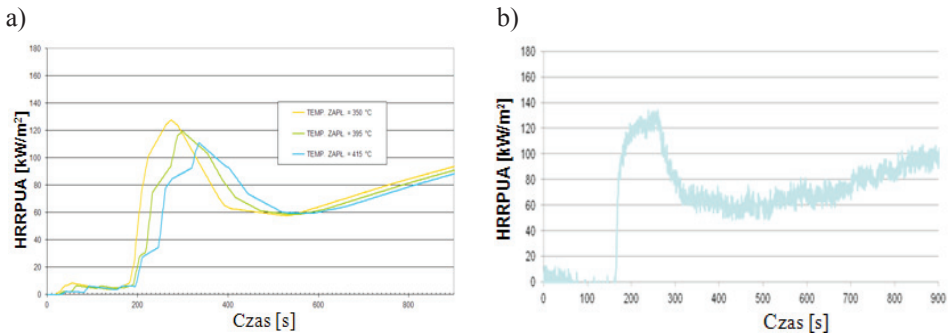 a)
HRRPUA [kW/m²]
180
160
140
120
100
80
60
40
20
0
TEMP. ZAPŁ. = 350 °C
TEMP. ZAPŁ. = 395 °C
TEMP. ZAPŁ. = 415 °C
0 200 400 600 800
Czas [s]
b)
HRRPUA [kW/m²]
180
160
140
120
100
80
60
40
20
0
0 100 200 300 400 500 600 700 800 900
Czas [s]